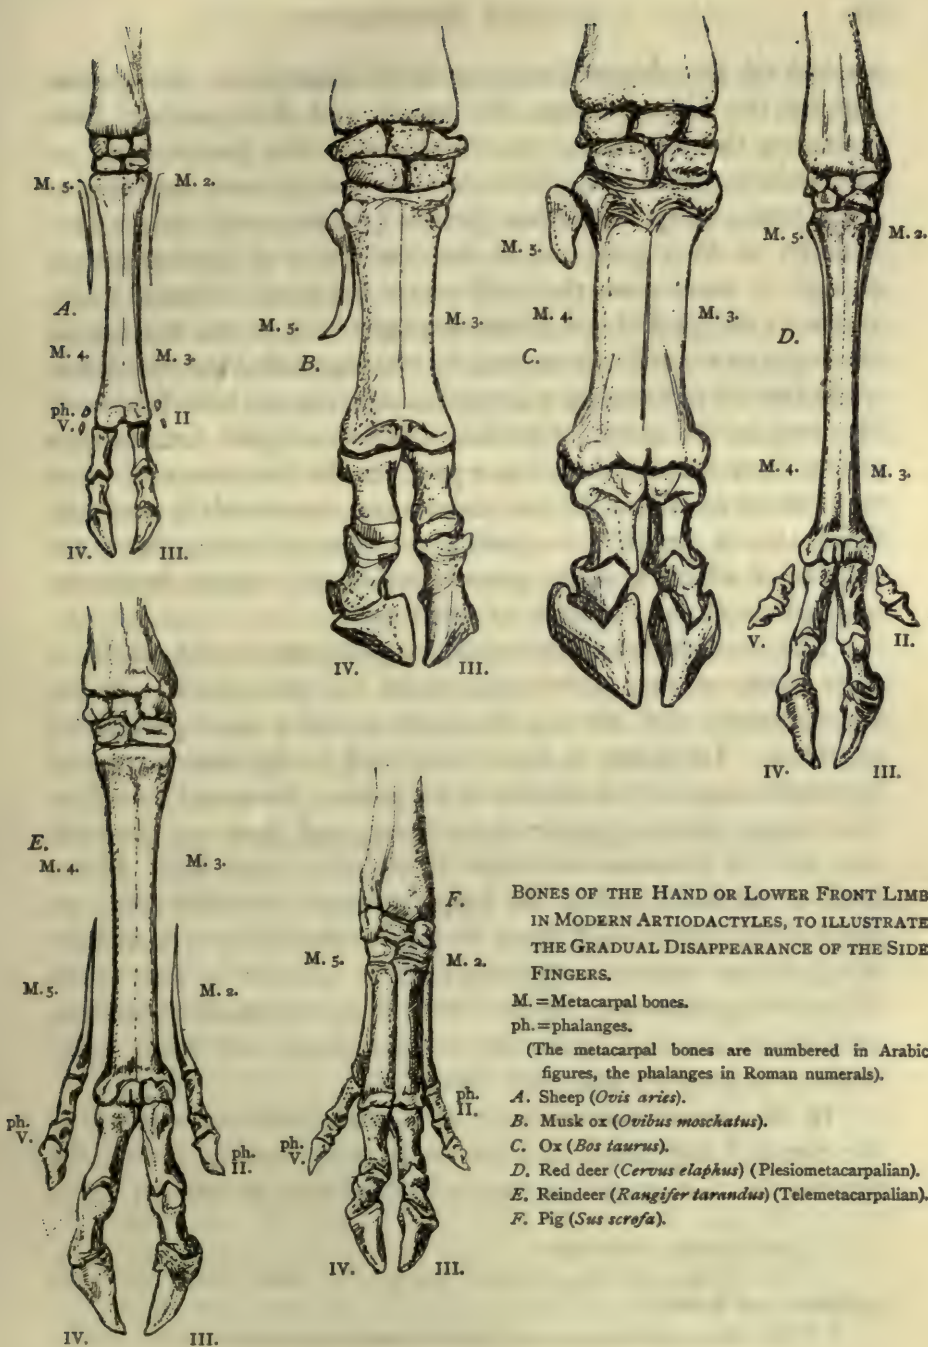 M. 5. M. 2.
A.
M. 4. M. 3.
ph.
V. II
IV. III.
M. 5. M. 3.
B.
IV. III.
M. 5.
M. 4. M. 3.
C.
M. 5. M. 2.
D.
M. 4. M. 3.
V. II.
IV. III.
E.
M. 4. M. 3.
M. 5. M. 2.
ph.
V. ph.
II.
IV. III.
F.
M. 5. M. 2.
ph.
II.
ph.
V.
IV. III.
BONES OF THE HAND OR LOWER FRONT LIMB
IN MODERN ARTIODACTYLES, TO ILLUSTRATE
THE GRADUAL DISAPPEARANCE OF THE SIDE
FINGERS.
M.=Metacarpal bones.
ph.=phalanges.
(The metacarpal bones are numbered in Arabic
figures, the phalanges in Roman numerals).
A. Sheep (Ovis aries).
B. Musk ox (Ovibus moschatus).
C. Ox (Bos taurus).
D. Red deer (Cervus elaphus) (Plesiometacarpalian).
E. Reindeer (Rangifer tarandus) (Telemetacarpalian).
F. Pig (Sus scrofa).